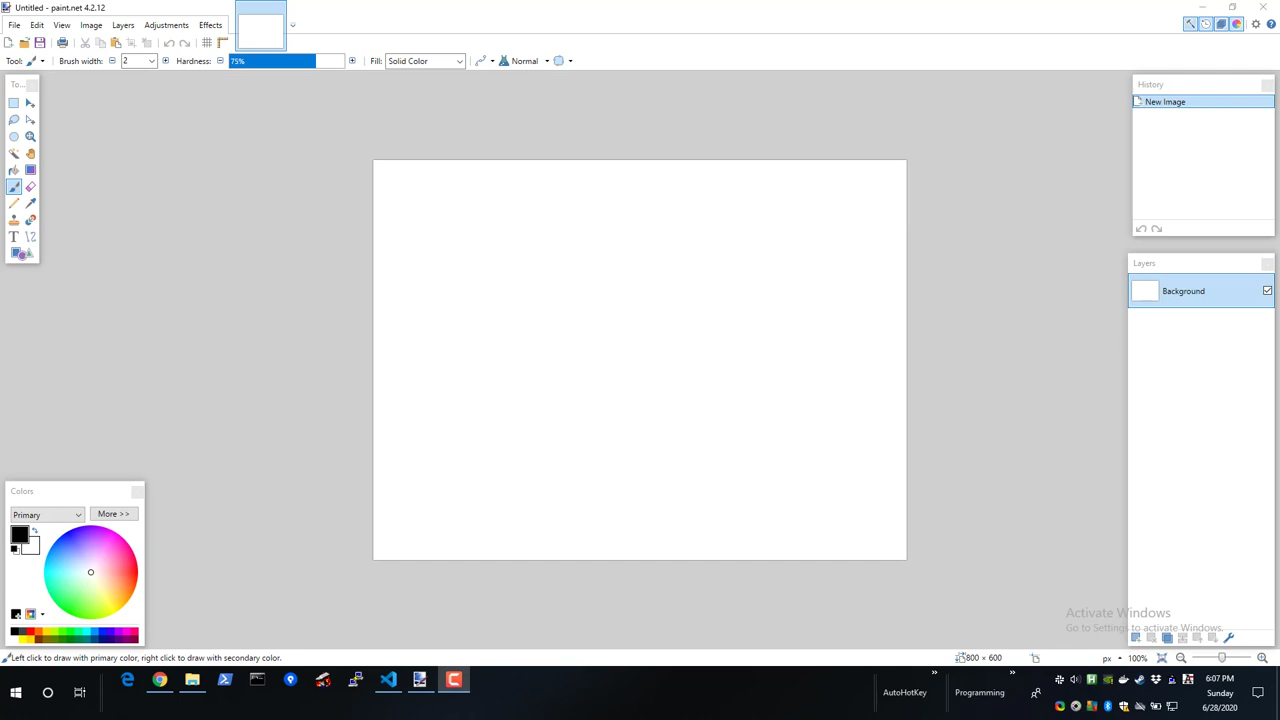 Untitled - paint.net 4.2.12
File Edit View Image Layers Adjustments Effects
Tool: Brush width: 2 Hardness: 75% Fill: Solid Color Normal
To...
T
History
New Image
Layers
Background
Colors
Primary More >>
Activate Windows
Go to Settings to activate Windows.
Left click to draw with primary color, right click to draw with secondary color.
800 × 600 px 100%
AutoHotKey Programming
6:07 PM
Sunday
6/28/2020